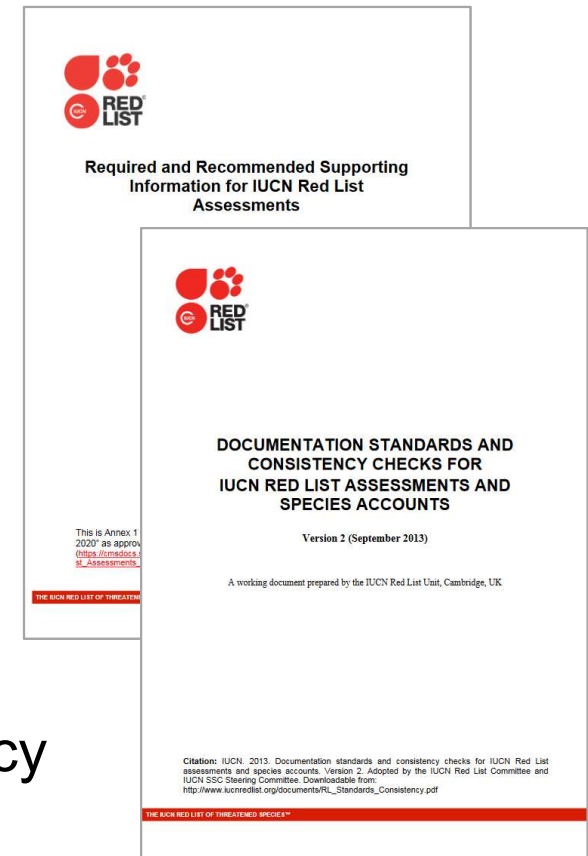 IUCN
RED
LIST
Required and Recommended Supporting
Information for IUCN Red List
Assessments
This is Annex 1
2020" as approv
(https://cmsdocs.s
st_Assessments_
THE IUCN RED LIST OF THREATEN
IUCN
RED
LIST
DOCUMENTATION STANDARDS AND
CONSISTENCY CHECKS FOR
IUCN RED LIST ASSESSMENTS AND
SPECIES ACCOUNTS
Version 2 (September 2013)
A working document prepared by the IUCN Red List Unit, Cambridge, UK
Citation: IUCN. 2013. Documentation standards and consistency checks for IUCN Red List
assessments and species accounts. Version 2. Adopted by the IUCN Red List Committee and
IUCN SSC Steering Committee. Downloadable from:
http://www.iucnredlist.org/documents/RL_Standards_Consistency.pdf
THE IUCN RED LIST OF THREATENED SPECIES™
cy